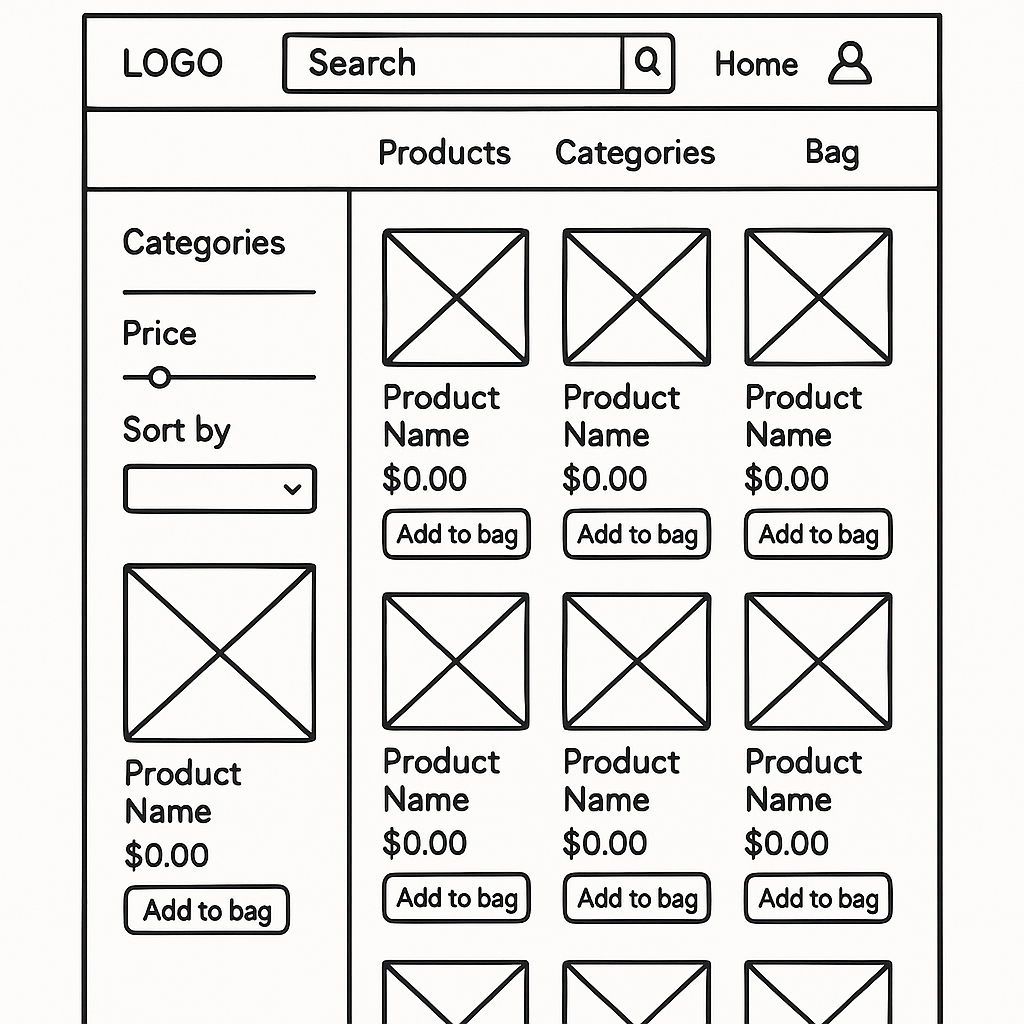 LOGO
Search
Home
Products
Categories
Bag
Categories
Price
Sort by
Product
Name
$0.00
Add to bag
Product
Name
$0.00
Add to bag
Product
Name
$0.00
Add to bag
Product
Name
$0.00
Add to bag
Product
Name
$0.00
Add to bag
Product
Name
$0.00
Add to bag
Product
Name
$0.00
Add to bag